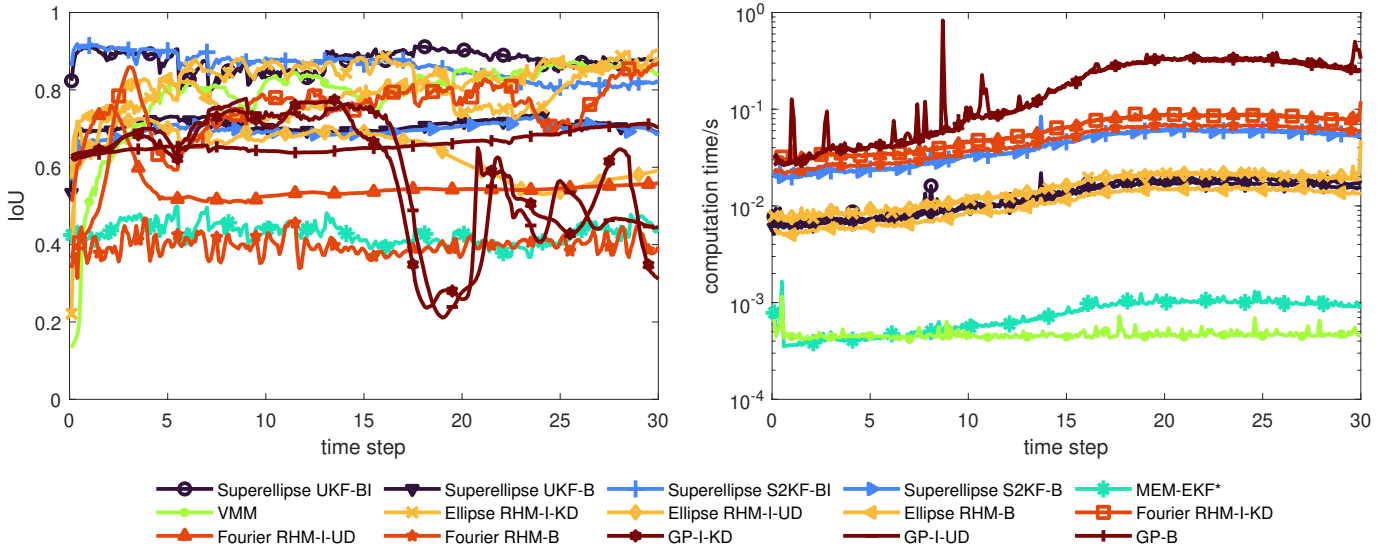 1
0.8
0.6
0.4
0.2
0
IoU
0 5 10 15 20 25 30
time step
10^0
10^-1
10^-2
10^-3
10^-4
computation time/s
0 5 10 15 20 25 30
time step
Superellipse UKF-BI Superellipse UKF-B Superellipse S2KF-BI Superellipse S2KF-B MEM-EKF*
VMM Ellipse RHM-I-KD Ellipse RHM-I-UD Ellipse RHM-B Fourier RHM-I-KD
Fourier RHM-I-UD Fourier RHM-B GP-I-KD GP-I-UD GP-B